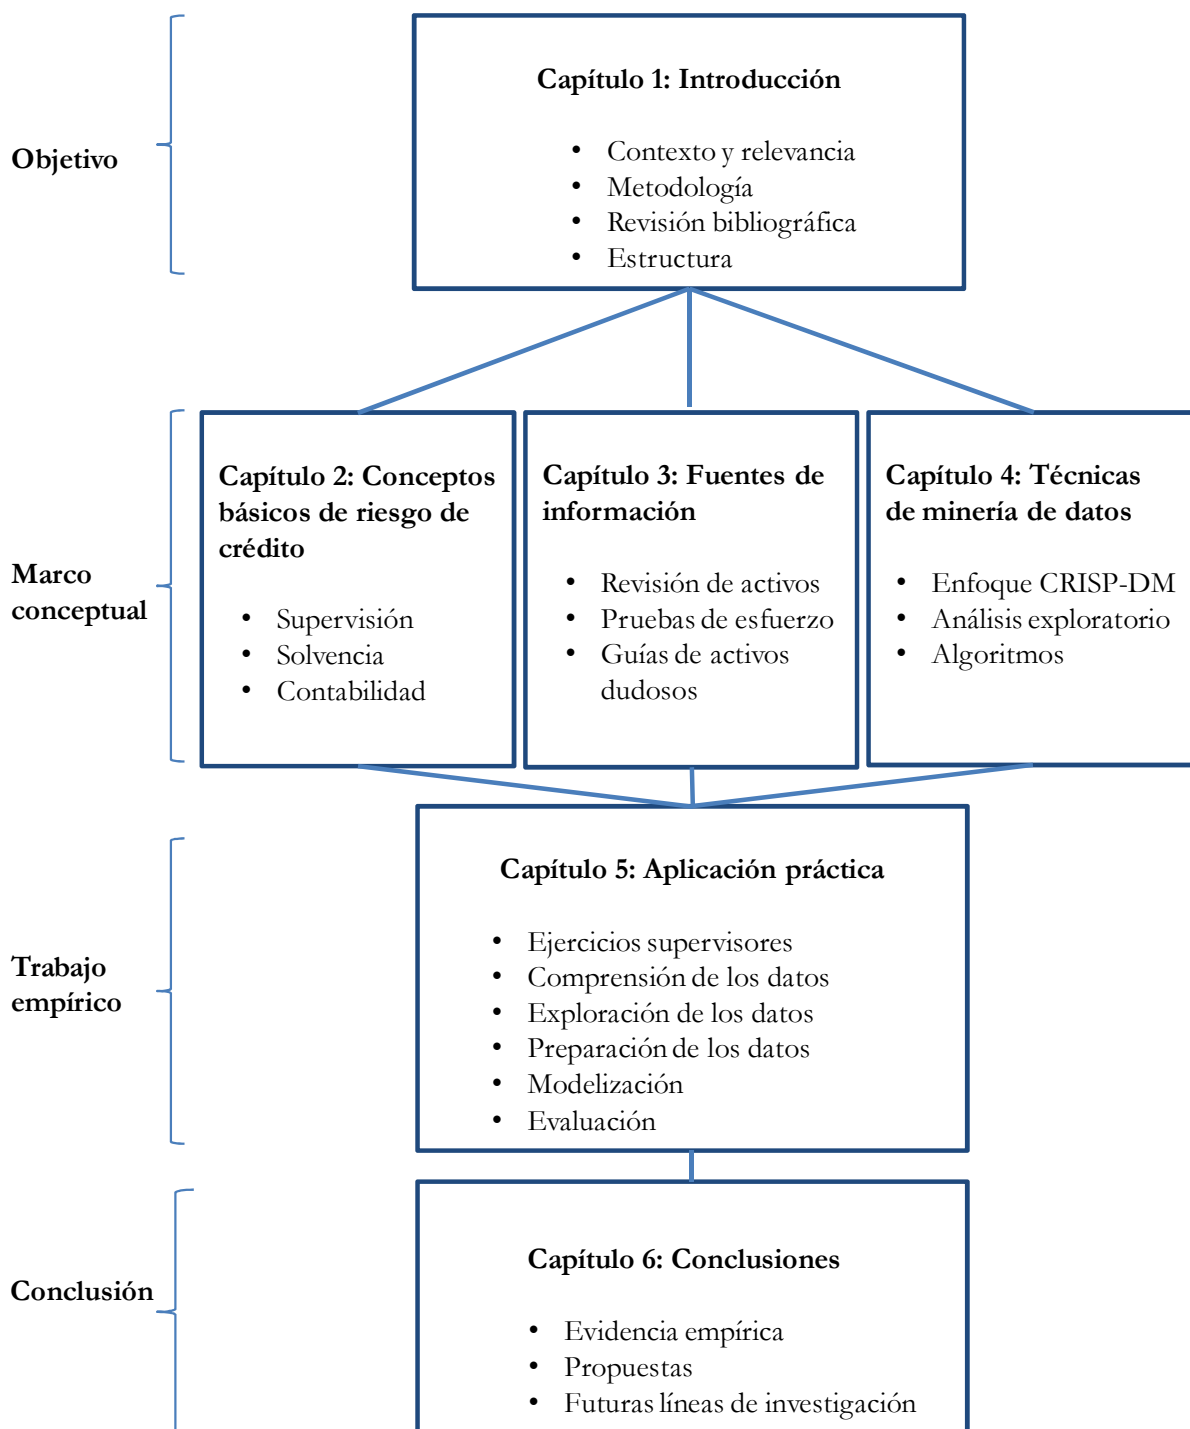 Objetivo
Capítulo 1: Introducción
• Contexto y relevancia
• Metodología
• Revisión bibliográfica
• Estructura
Marco
conceptual
Capítulo 2: Conceptos
básicos de riesgo de
crédito
• Supervisión
• Solvencia
• Contabilidad
Capítulo 3: Fuentes de
información
• Revisión de activos
• Pruebas de esfuerzo
• Guías de activos
dudosos
Capítulo 4: Técnicas
de minería de datos
• Enfoque CRISP-DM
• Análisis exploratorio
• Algoritmos
Trabajo
empírico
Capítulo 5: Aplicación práctica
• Ejercicios supervisores
• Comprensión de los datos
• Exploración de los datos
• Preparación de los datos
• Modelización
• Evaluación
Conclusión
Capítulo 6: Conclusiones
• Evidencia empírica
• Propuestas
• Futuras líneas de investigación